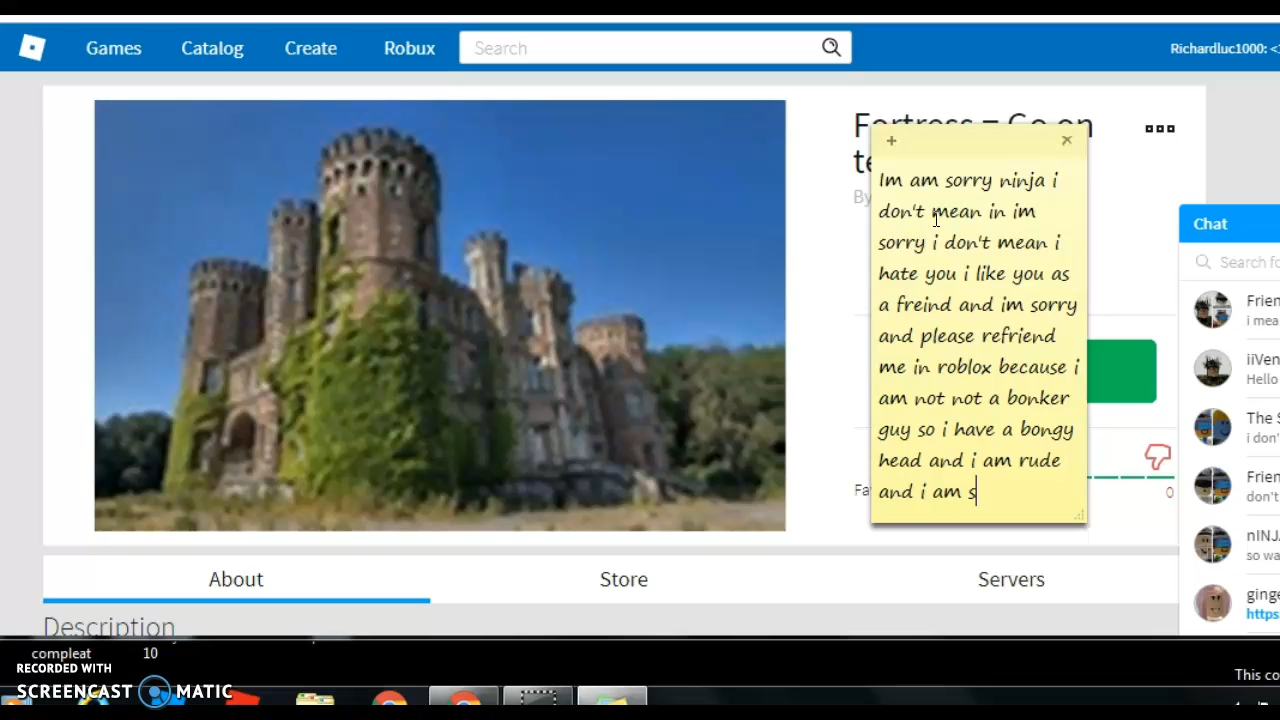 Games Catalog Create Robux Search Richardluc1000: <1
Fortress = Go on
te
By
+ ×
Im am sorry ninja i
don't mean in im
sorry i don't mean i
hate you i like you as
a freind and im sorry
and please refriend
me in roblox because i
am not not a bonker
guy so i have a bongy
head and i am rude
and i am s
Fa
0
Chat
Search fo
Frien
i mea
iiVen
Hello
The S
i don'
Frien
don't
nINJ
so wa
ginge
https
About Store Servers
Description
compleat 10
RECORDED WITH
SCREENCAST MATIC
This co